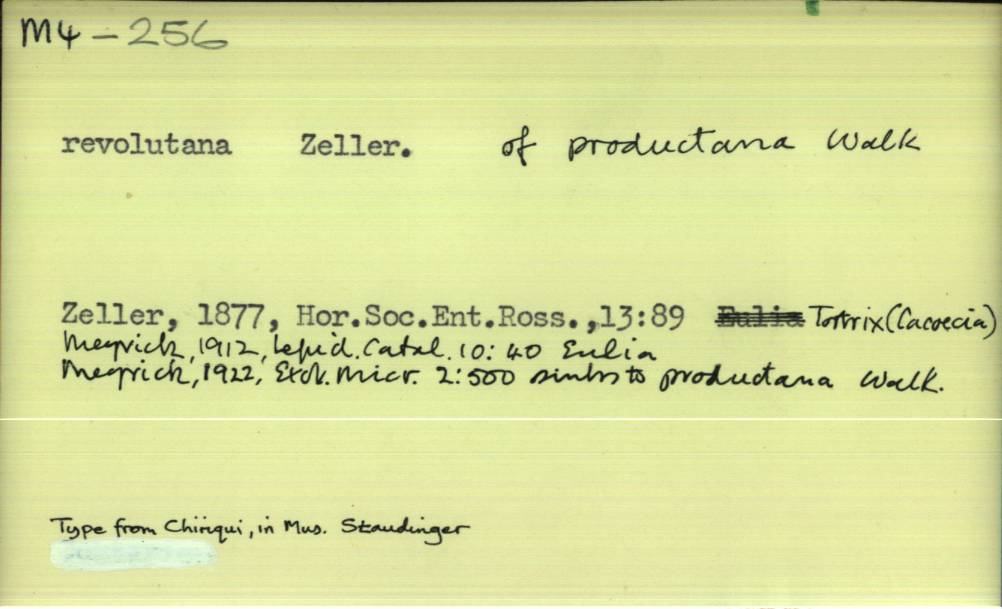 M4 - 256
revolutana Zeller. of productana Walk
Zeller, 1877, Hor.Soc.Ent.Ross.,13:89 Eulia Tortrix (Cacoecia)
Meyrick, 1912, Lepid. Catal. 10: 40 Eulia
Meyrick, 1922, Exot. Micr. 2:500 sinks to productana Walk.
Type from Chiriqui, in Mus. Staudinger